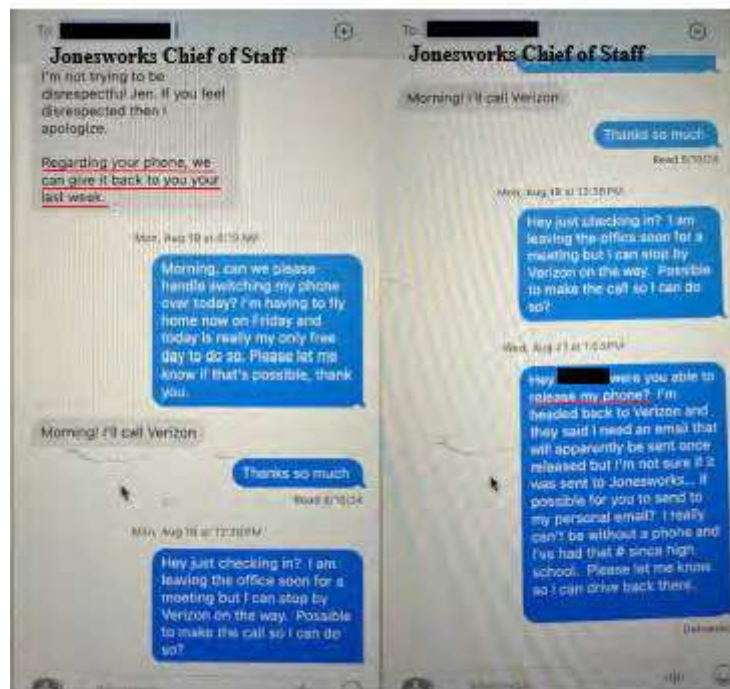 To:
Jonesworks Chief of Staff
I'm not trying to be
disrespectful Jen. If you feel
disrespected then I
apologize.
Regarding your phone, we
can give it back to you your
last week.
Mon, Aug 19 at
Morning, can we please
handle switching my phone
over today? I'm having to fly
home now on Friday and
today is really my only free
day to do so. Please let me
know if that's possible, thank
you.
Morning! I'll call Verizon
Thanks so much
Read 8/19/24
Mon, Aug 19 at 12:38 PM
Hey just checking in? I am
leaving the office soon for a
meeting but I can stop by
Verizon on the way. Possible
to make the call so I can do
so?
To:
Jonesworks Chief of Staff
Morning! I'll call Verizon
Thanks so much
Read 8/19/24
Mon, Aug 19 at 12:38 PM
Hey just checking in? I am
leaving the office soon for a
meeting but I can stop by
Verizon on the way. Possible
to make the call so I can do
so?
Wed, Aug 21 at
Hey were you able to
release my phone? I'm
headed back to Verizon and
they said I need an email that
will apparently be sent once
released but I'm not sure if it
was sent to Jonesworks... if
possible for you to send to
my personal email? I really
can't be without a phone and
I've had that # since high
school. Please let me know
so I can drive back there.
Delivered